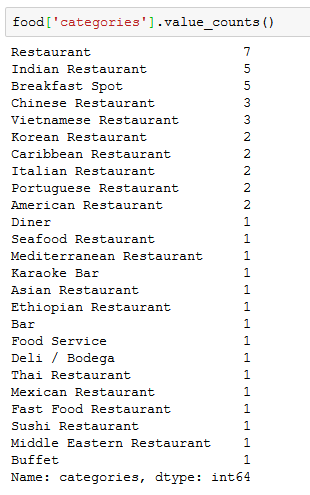 food['categories'].value_counts()
Restaurant 7
Indian Restaurant 5
Breakfast Spot 5
Chinese Restaurant 3
Vietnamese Restaurant 3
Korean Restaurant 2
Caribbean Restaurant 2
Italian Restaurant 2
Portuguese Restaurant 2
American Restaurant 2
Diner 1
Seafood Restaurant 1
Mediterranean Restaurant 1
Karaoke Bar 1
Asian Restaurant 1
Ethiopian Restaurant 1
Bar 1
Food Service 1
Deli / Bodega 1
Thai Restaurant 1
Mexican Restaurant 1
Fast Food Restaurant 1
Sushi Restaurant 1
Middle Eastern Restaurant 1
Buffet 1
Name: categories, dtype: int64